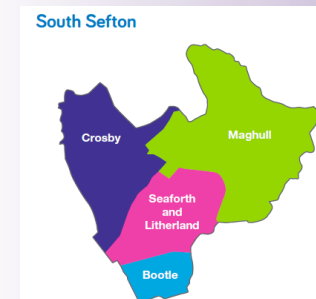 South Sefton
Crosby
Maghull
Seaforth
and
Litherland
Bootle